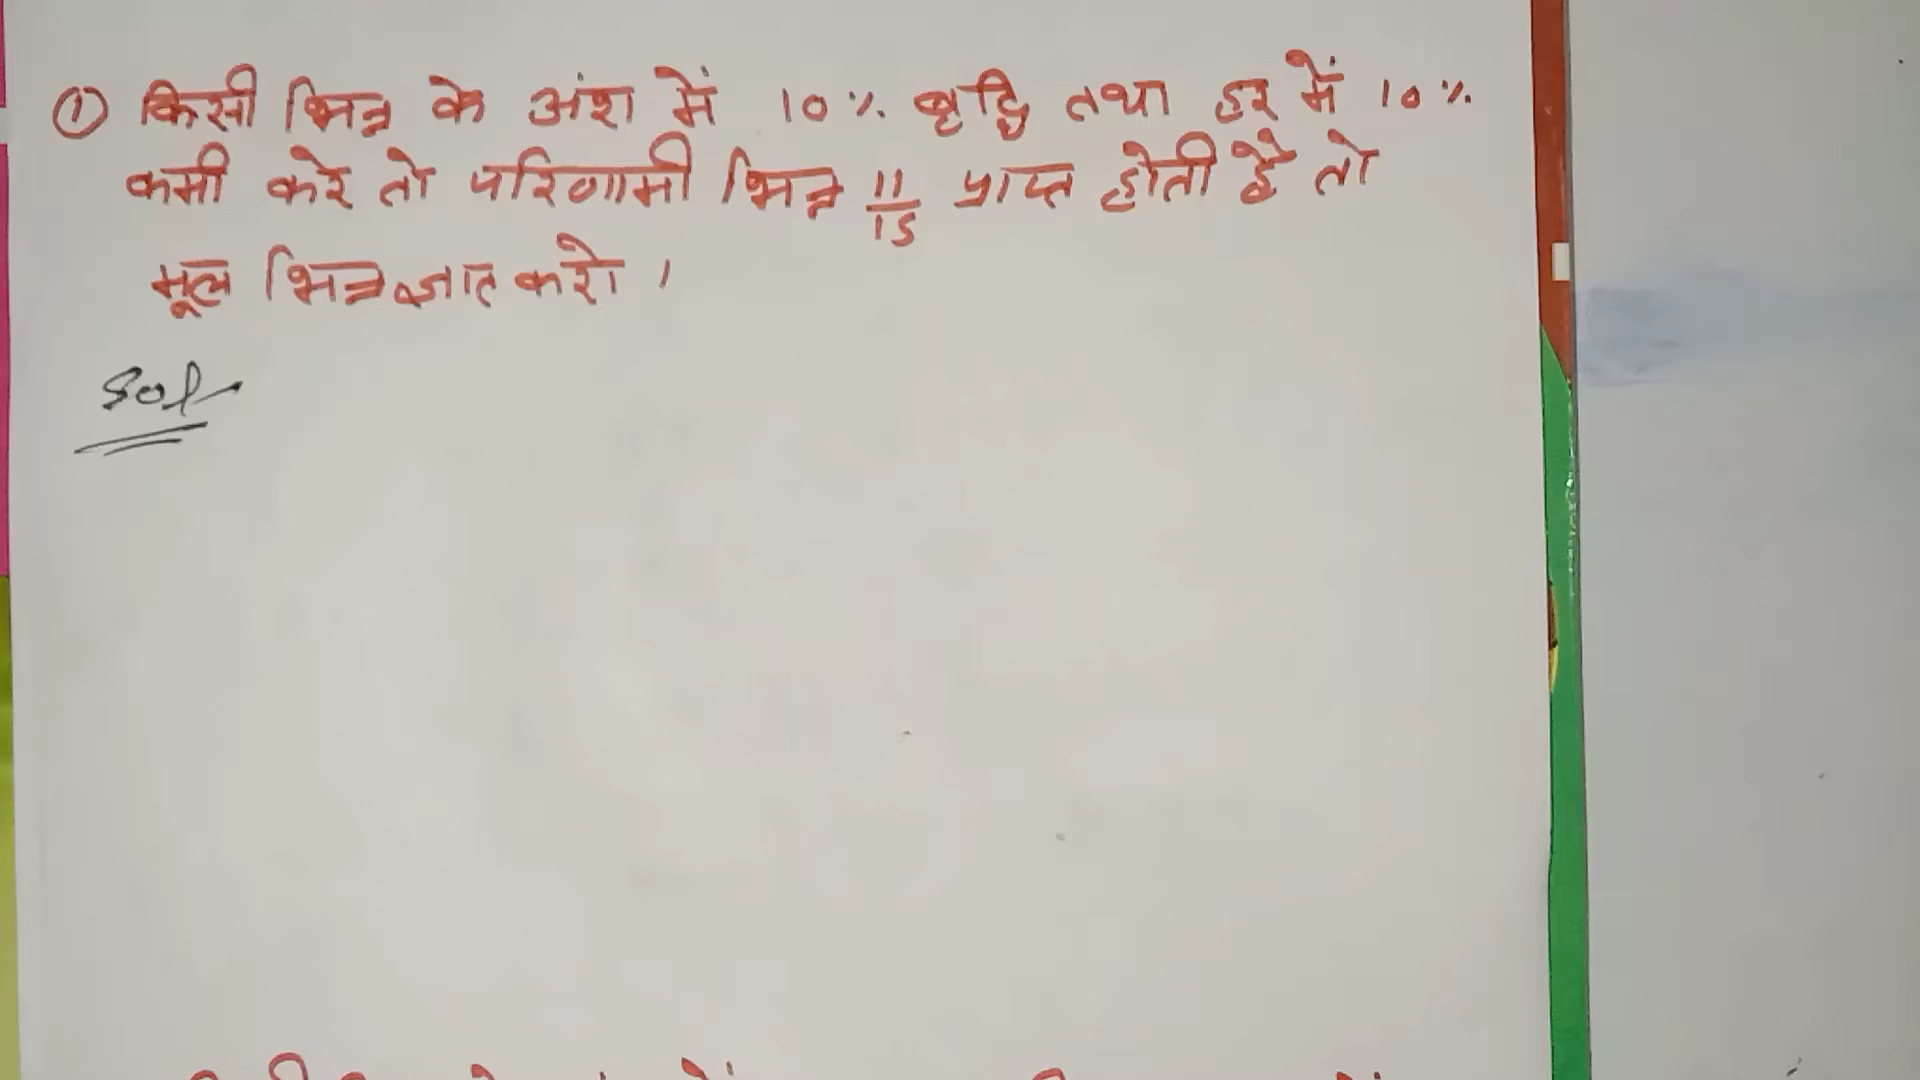 ① किसी भिन्न के अंश में 10% वृद्धि तथा हर में 10%
कमी करे तो परिणामी भिन्न 11/15 प्राप्त होती है तो
मूल भिन्न ज्ञात करो ।
Sol